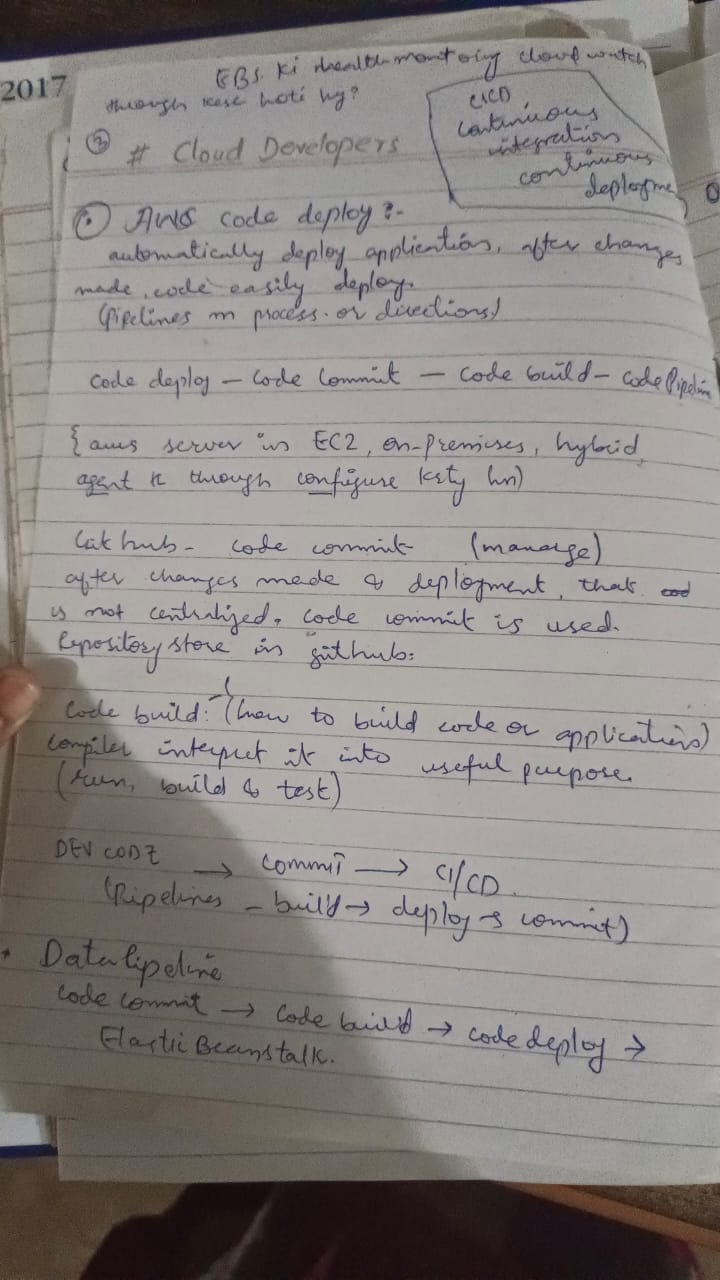 2017
EBS ki health monitoring cloud watch
through kese hoti hy?
CICD
Continuous
integration
continuous
deployme
3 # Cloud Developers
AWS code deploy :-
automatically deploy application, after changes
made, code easily deploy.
(Pipelines m process. or directions)
Code deploy - Code Commit - Code build - Code Pipeline
{aws server in EC2, on-premises, hybrid
agent k through configure krty hn)
Git hub - code commit (manage)
after changes made & deployment, that
is not centralized, code commit is used.
Repository store in github.
Code build: (how to build code or applications)
Compiler interpret it into useful purpose.
(run, build & test)
DEV CODE → commit → CI/CD.
(Pipelines - build → deploy → commit)
* Data Pipeline
Code Commit → Code build → code deploy →
Elastic Beanstalk.